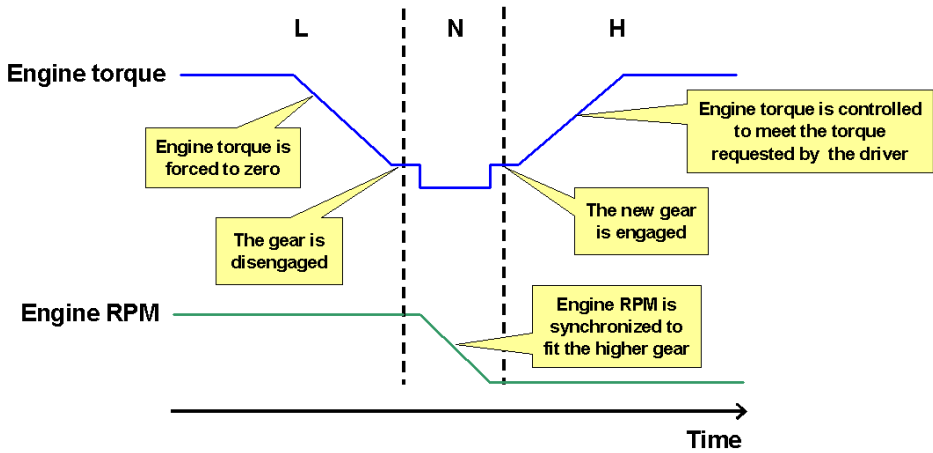 L
N
H
Engine torque
Engine torque is
forced to zero
Engine torque is controlled
to meet the torque
requested by the driver
The gear is
disengaged
The new gear
is engaged
Engine RPM
Engine RPM is
synchronized to
fit the higher gear
Time